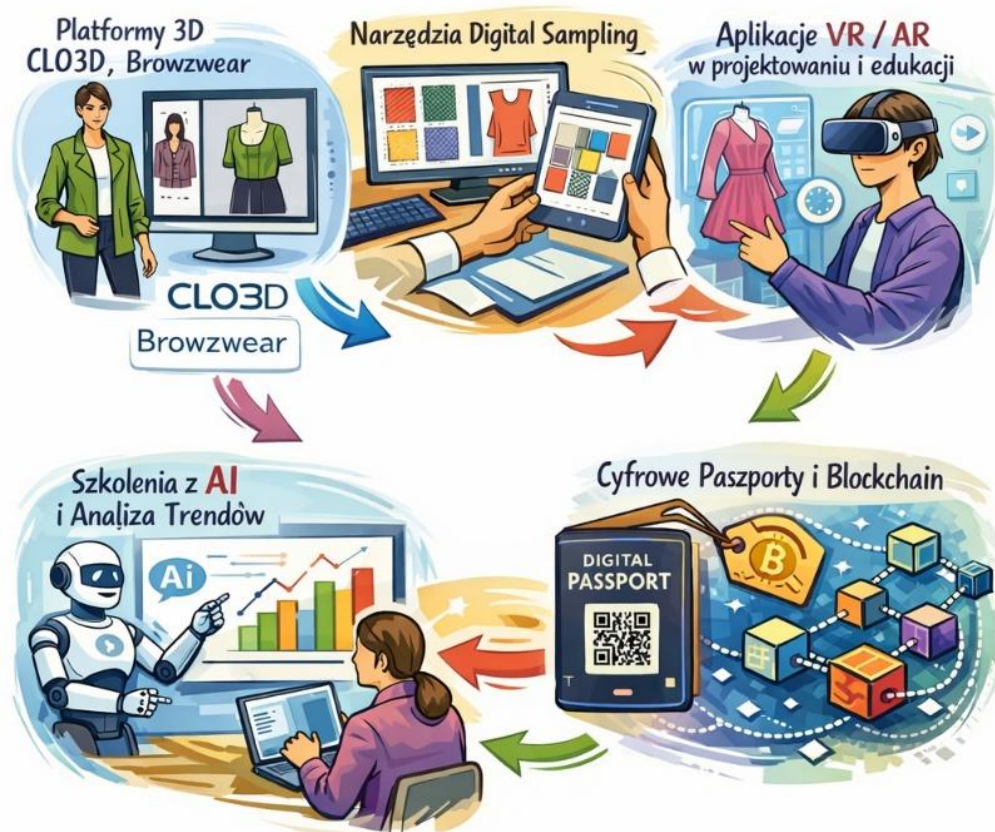 Platformy 3D
CLO3D, Browzwear
Narzędzia Digital Sampling
Aplikacje VR / AR
w projektowaniu i edukacji
CLO3D
Browzwear
Szkolenia z AI
i Analiza Trendów
Ai
Cyfrowe Paszporty i Blockchain
DIGITAL
PASSPORT
B